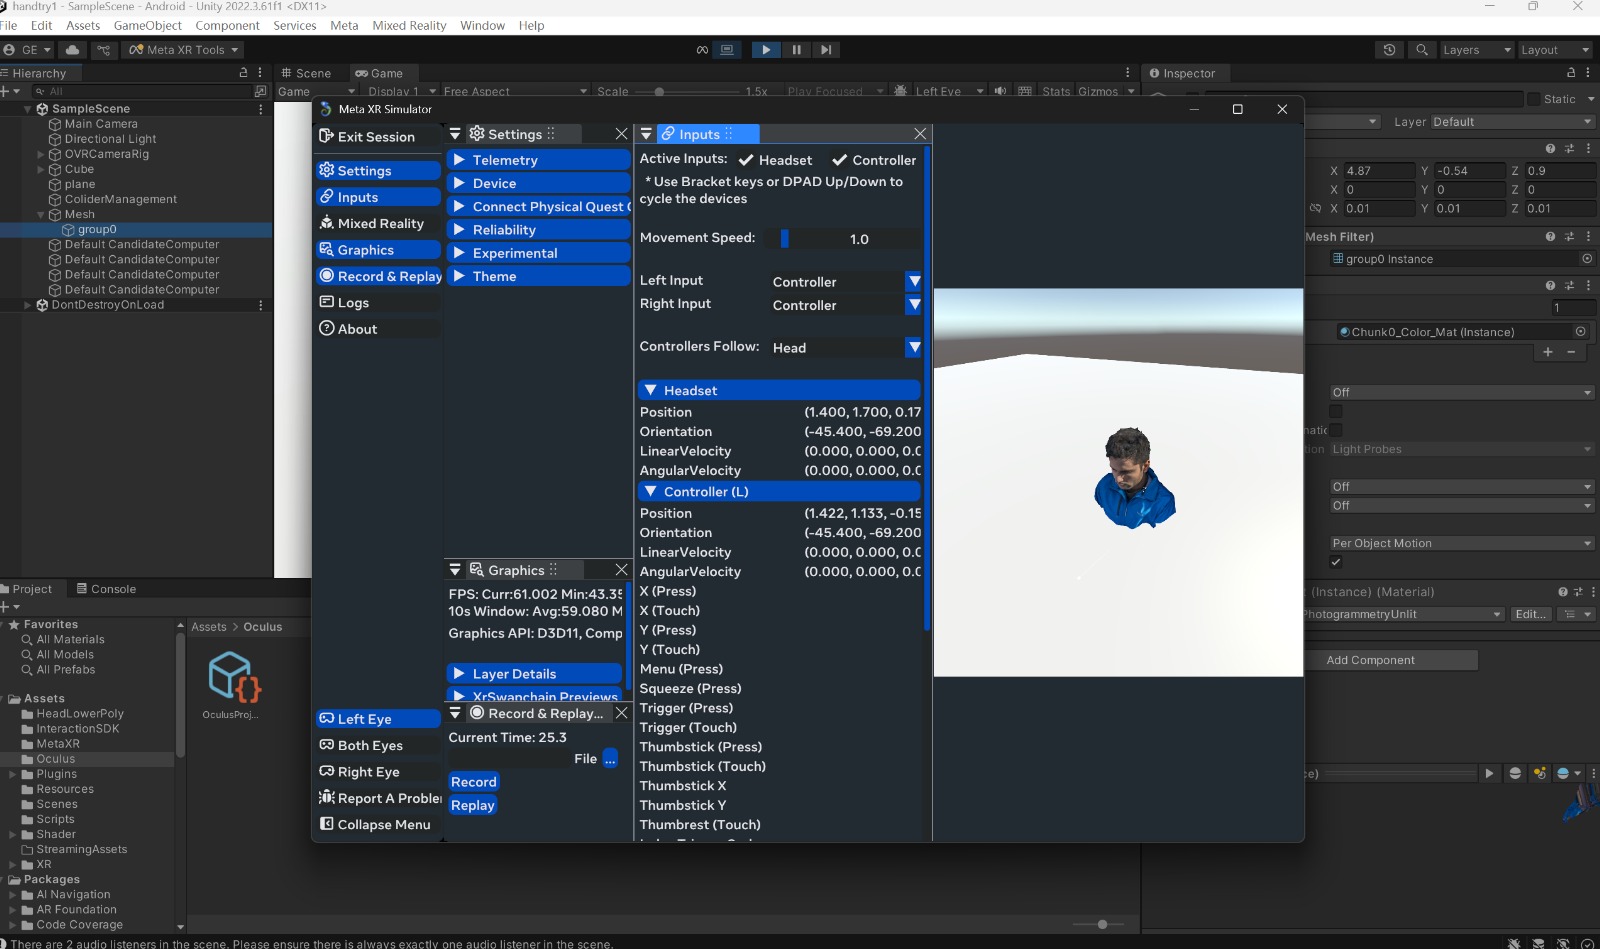 handtry1 - SampleScene - Android - Unity 2022.3.61f1 <DX11>
File Edit Assets GameObject Component Services Meta Mixed Reality Window Help
GE Meta XR Tools Layers Layout
Hierarchy
All
SampleScene
Main Camera
Directional Light
OVRCameraRig
Cube
plane
ColiderManagement
Mesh
group0
Default CandidateComputer
Default CandidateComputer
Default CandidateComputer
Default CandidateComputer
DontDestroyOnLoad
Scene Game
Game Display 1 Free Aspect Scale 1.5x Play Focused Left Eye Stats Gizmos
Meta XR Simulator
Exit Session
Settings
Inputs
Mixed Reality
Graphics
Record & Replay
Logs
About
Left Eye
Both Eyes
Right Eye
Report A Probler
Collapse Menu
Settings
Telemetry
Device
Connect Physical Quest
Reliability
Experimental
Theme
Graphics
FPS: Curr:61.002 Min:43.35
10s Window: Avg:59.080 M
Graphics API: D3D11, Comp
Layer Details
XrSwapchain Previews
Record & Replay...
Current Time: 25.3
File ...
Record
Replay
Inputs
Active Inputs: Headset Controller
* Use Bracket keys or DPAD Up/Down to
cycle the devices
Movement Speed: 1.0
Left Input Controller
Right Input Controller
Controllers Follow: Head
Headset
Position (1.400, 1.700, 0.17
Orientation (-45.400, -69.200
LinearVelocity (0.000, 0.000, 0.0
AngularVelocity (0.000, 0.000, 0.0
Controller (L)
Position (1.422, 1.133, -0.15
Orientation (-45.400, -69.200
LinearVelocity (0.000, 0.000, 0.0
AngularVelocity (0.000, 0.000, 0.0
X (Press)
X (Touch)
Y (Press)
Y (Touch)
Menu (Press)
Squeeze (Press)
Trigger (Press)
Trigger (Touch)
Thumbstick (Press)
Thumbstick (Touch)
Thumbstick X
Thumbstick Y
Thumbrest (Touch)
Inspector
Static
Layer Default
X 4.87 Y -0.54 Z 0.9
X 0 Y 0 Z 0
X 0.01 Y 0.01 Z 0.01
Mesh Filter)
group0 Instance
1
Chunk0_Color_Mat (Instance)
Off
Light Probes
Off
Off
Per Object Motion
(Instance) (Material)
PhotogrammetryUnlit Edit...
Add Component
Project Console
Favorites
All Materials
All Models
All Prefabs
Assets
HeadLowerPoly
InteractionSDK
MetaXR
Oculus
Plugins
Resources
Scenes
Scripts
Shader
StreamingAssets
XR
Packages
AI Navigation
AR Foundation
Code Coverage
Assets > Oculus
OculusProj...
There are 2 audio listeners in the scene. Please ensure there is always exactly one audio listener in the scene.